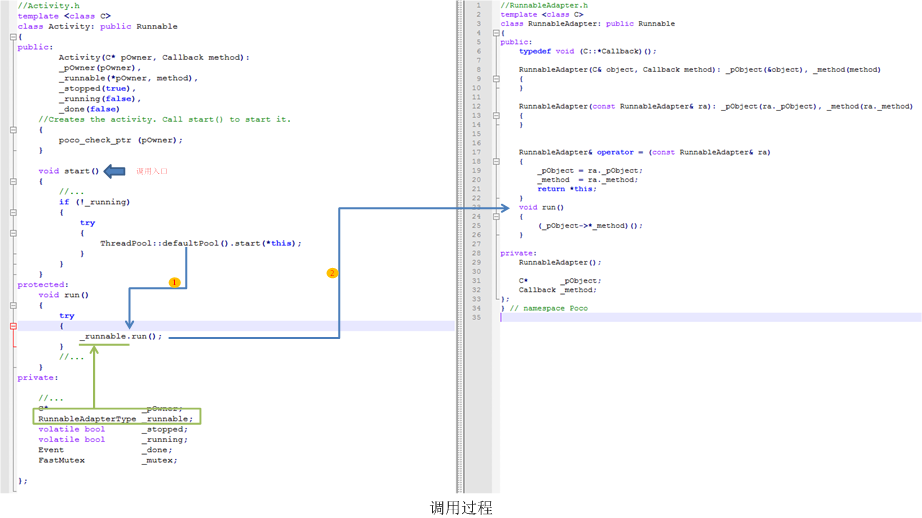 //Activity.h
template <class C>
class Activity: public Runnable
{
public:
Activity(C* pOwner, Callback method):
_pOwner(pOwner),
_runnable(*pOwner, method),
_stopped(true),
_running(false),
_done(false)
//Creates the activity. Call start() to start it.
{
poco_check_ptr (pOwner);
}
void start()
调用入口
{
//...
if (!_running)
{
try
{
ThreadPool::defaultPool().start(*this);
}
}
}
protected:
1
void run()
{
try
{
_runnable.run();
}
//...
}
private:
//...
C* _pOwner;
RunnableAdapterType _runnable;
volatile bool _stopped;
volatile bool _running;
Event _done;
FastMutex _mutex;
};
2
1 //RunnableAdapter.h
2 template <class C>
3 class RunnableAdapter: public Runnable
4 {
5 public:
6 typedef void (C::*Callback)();
7
8 RunnableAdapter(C& object, Callback method): _pObject(&object), _method(method)
9 {
10 }
11
12 RunnableAdapter(const RunnableAdapter& ra): _pObject(ra._pObject), _method(ra._method)
13 {
14 }
15
16
17 RunnableAdapter& operator = (const RunnableAdapter& ra)
18 {
19 _pObject = ra._pObject;
20 _method = ra._method;
21 return *this;
22 }
23 void run()
24 {
25 (_pObject->*_method)();
26 }
27
28 private:
29 RunnableAdapter();
30
31 C* _pObject;
32 Callback _method;
33 };
34 } // namespace Poco
35
调用过程